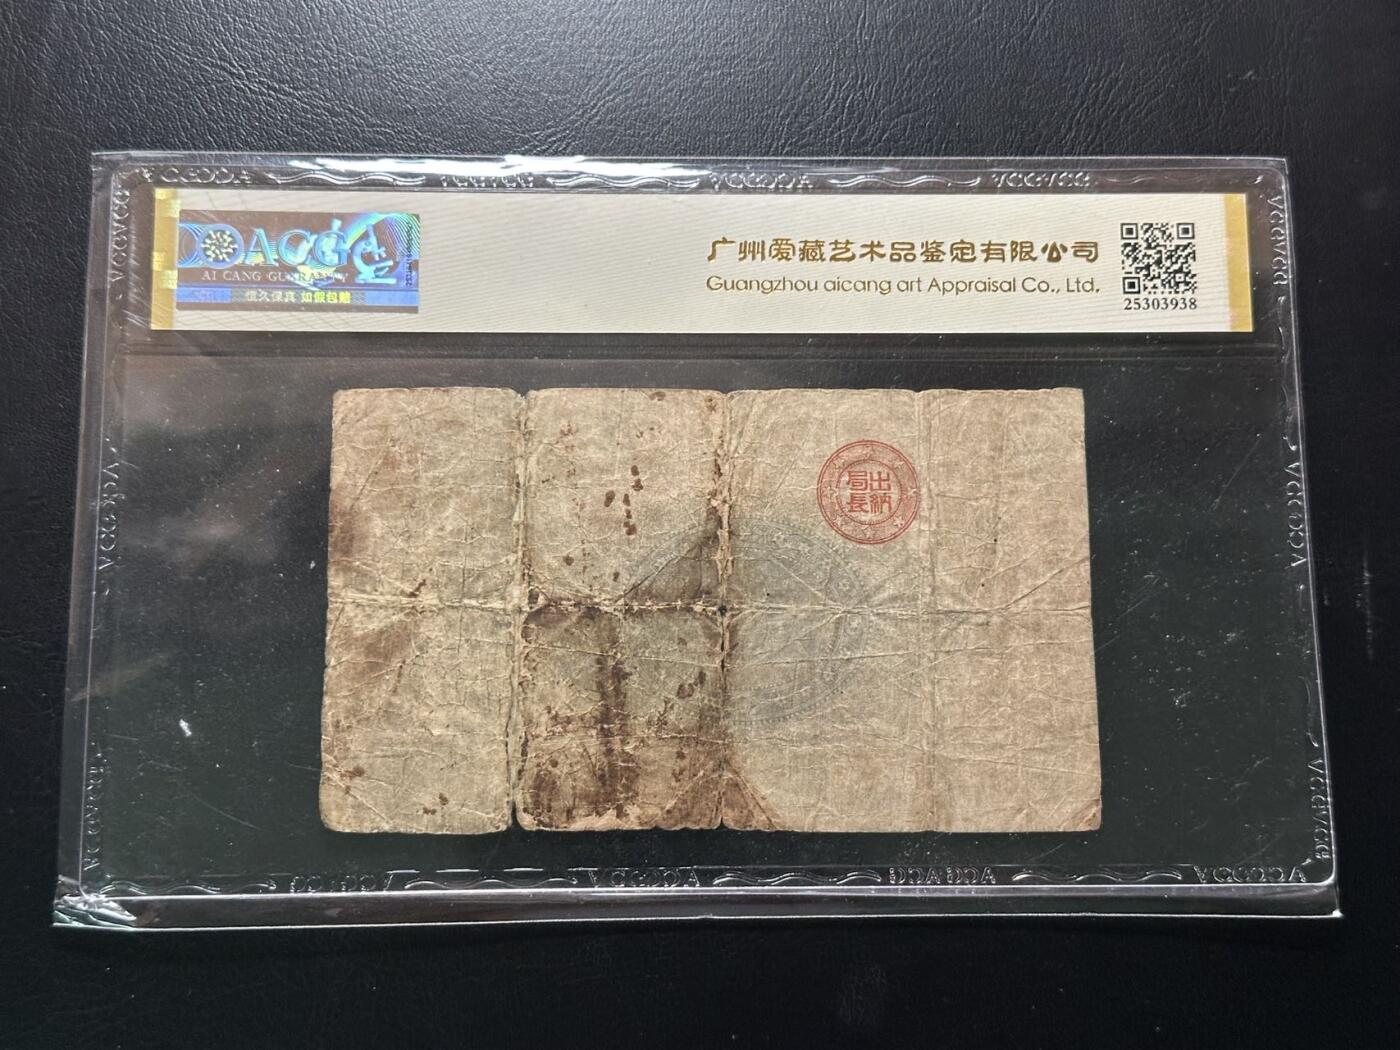 ACG
AI CANG GUARANTY
恒久保真 如假包赔
广州爱藏艺术品鉴定有限公司
Guangzhou aicang art Appraisal Co., Ltd.
25303938
出納
局長